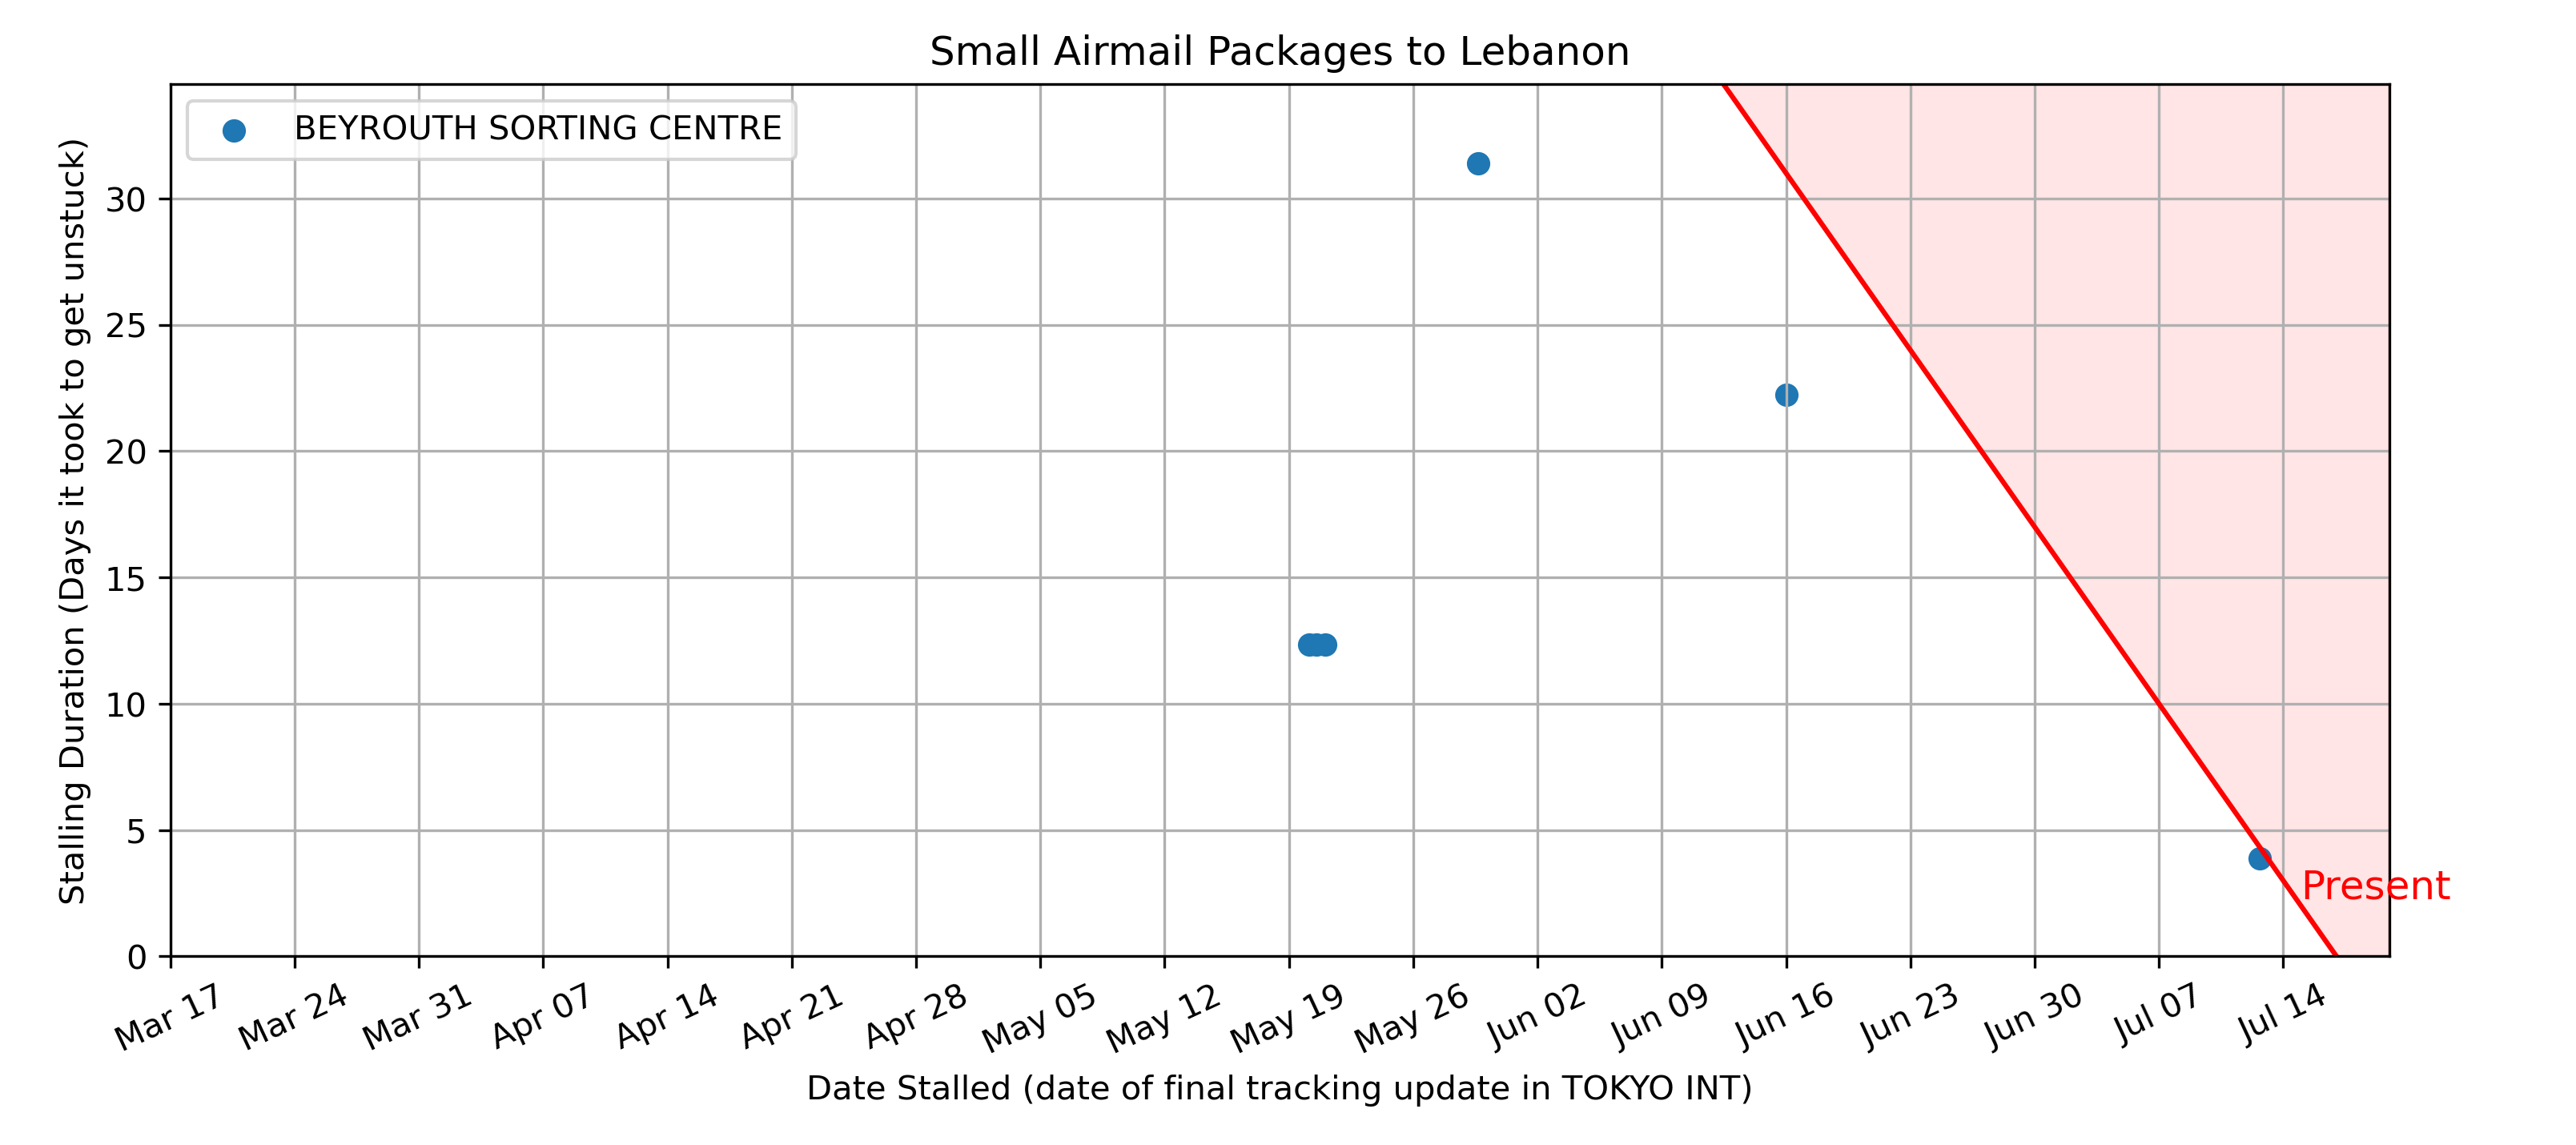 Small Airmail Packages to Lebanon
BEYROUTH SORTING CENTRE
Stalling Duration (Days it took to get unstuck)
30
25
20
15
10
5
0
Present
Mar 17
Mar 24
Mar 31
Apr 07
Apr 14
Apr 21
Apr 28
May 05
May 12
May 19
May 26
Jun 02
Jun 09
Jun 16
Jun 23
Jun 30
Jul 07
Jul 14
Date Stalled (date of final tracking update in TOKYO INT)